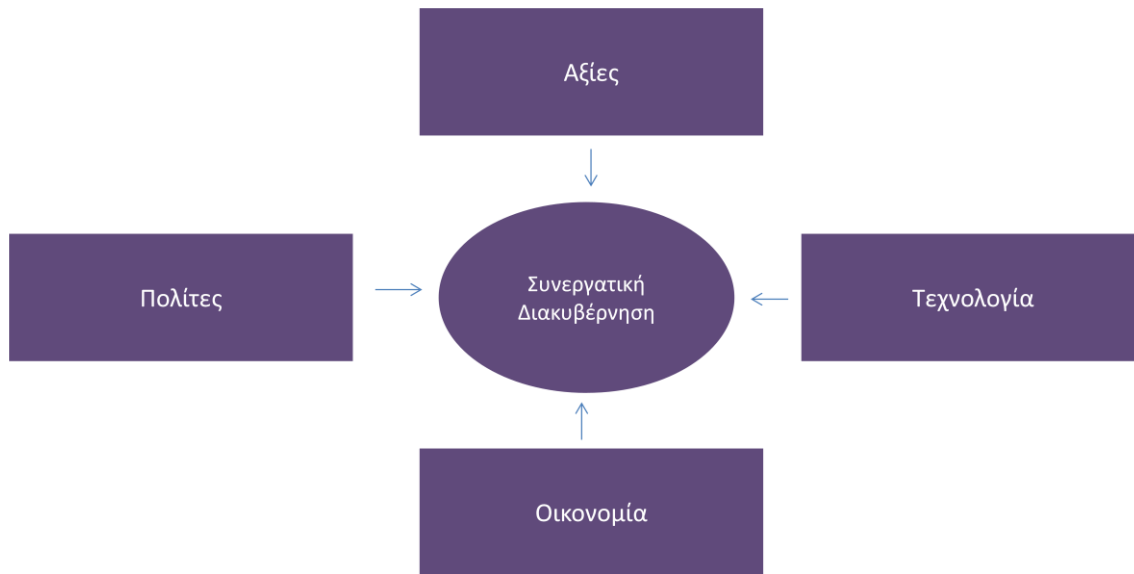 Αξίες
Πολίτες
Συνεργατική
Διακυβέρνηση
Τεχνολογία
Οικονομία